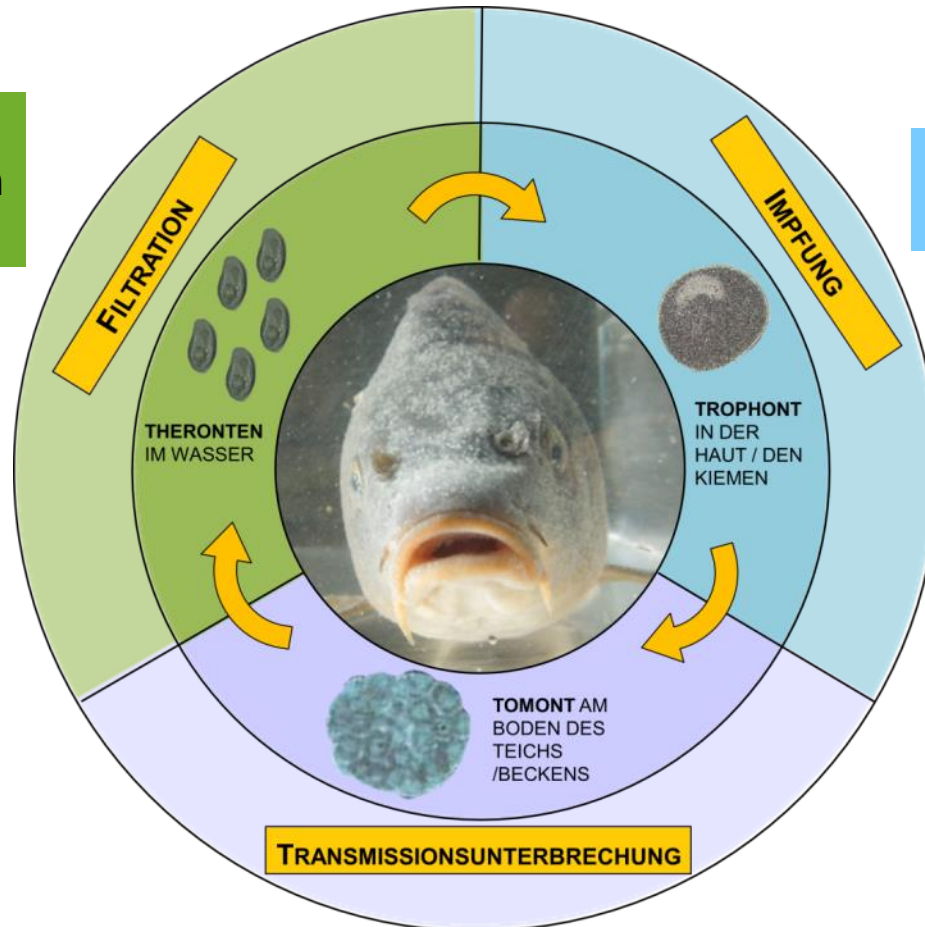 FILTRATION
IMPFUNG
THERONTEN
IM WASSER
TROPHONT
IN DER
HAUT / DEN
KIEMEN
TOMONT AM
BODEN DES
TEICHS
/BECKENS
TRANSMISSIONSUNTERBRECHUNG